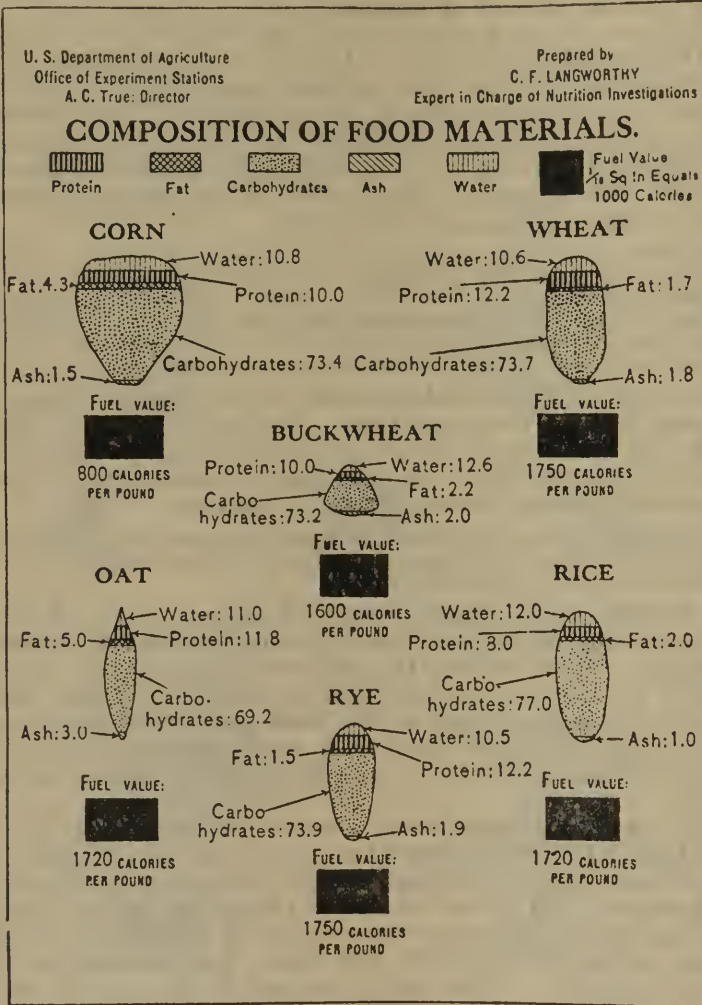 U. S. Department of Agriculture
Office of Experiment Stations
A. C. True: Director
Prepared by
C. F. LANGWORTHY
Expert in Charge of Nutrition Investigations
COMPOSITION OF FOOD MATERIALS.
Protein
Fat
Carbohydrates
Ash
Water
Fuel Value
1/16 Sq In Equals
1000 Calories
CORN
Water:10.8
Fat:4.3
Protein:10.0
Carbohydrates:73.4
Ash:1.5
FUEL VALUE:
800 CALORIES
PER POUND
WHEAT
Water:10.6
Protein:12.2
Fat: 1.7
Carbohydrates:73.7
Ash: 1.8
FUEL VALUE:
1750 CALORIES
PER POUND
BUCKWHEAT
Protein:10.0
Water:12.6
Fat: 2.2
Carbo
hydrates:73.2
Ash: 2.0
FUEL VALUE:
1600 CALORIES
PER POUND
OAT
Water: 11.0
Fat:5.0
Protein:11.8
Carbo-
hydrates:69.2
Ash:3.0
FUEL VALUE:
1720 CALORIES
PER POUND
RICE
Water:12.0
Protein: 8.0
Fat:2.0
Carbo
hydrates:77.0
Ash:1.0
FUEL VALUE:
1720 CALORIES
PER POUND
RYE
Water:10.5
Fat:1.5
Protein:12.2
Carbo
hydrates:73.9
Ash:1.9
FUEL VALUE:
1750 CALORIES
PER POUND